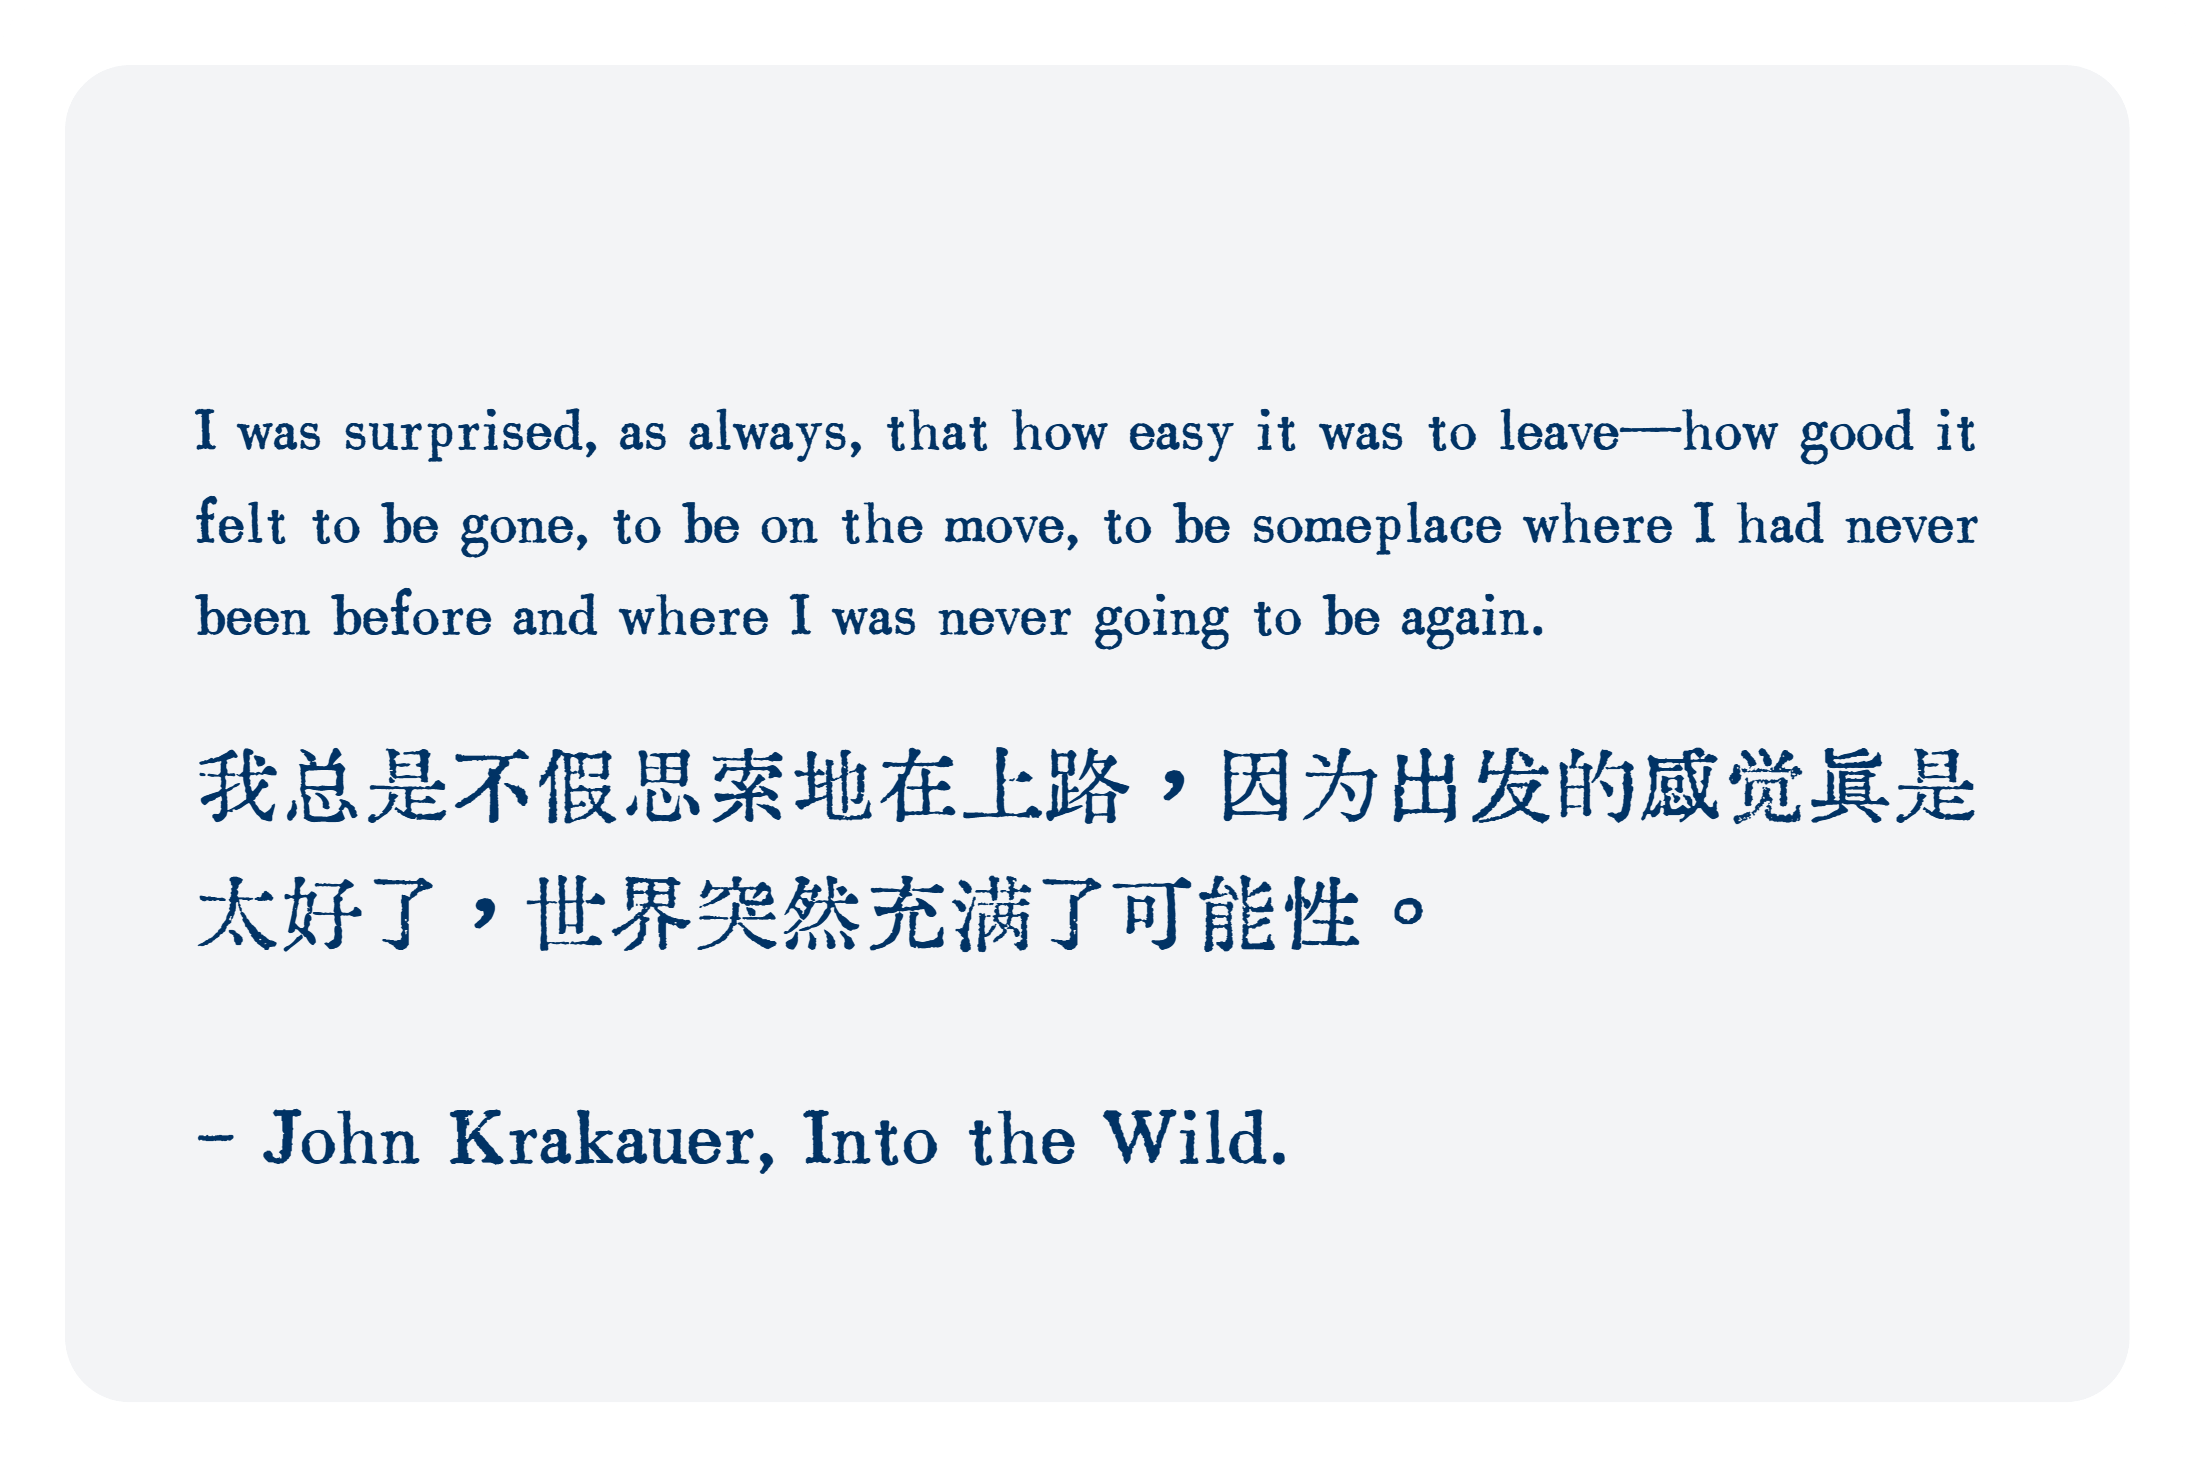 I was surprised, as always, that how easy it was to leave—how good it
felt to be gone, to be on the move, to be someplace where I had never
been before and where I was never going to be again.
我总是不假思索地在上路，因为出发的感觉眞是
太好了，世界突然充满了可能性。
- John Krakauer, Into the Wild.